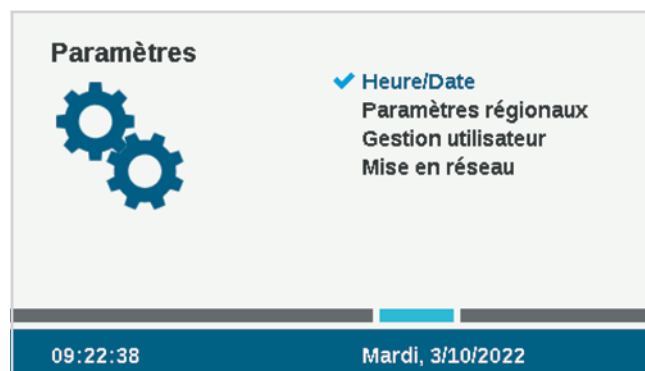 Paramètres
Heure/Date
Paramètres régionaux
Gestion utilisateur
Mise en réseau
09:22:38
Mardi, 3/10/2022